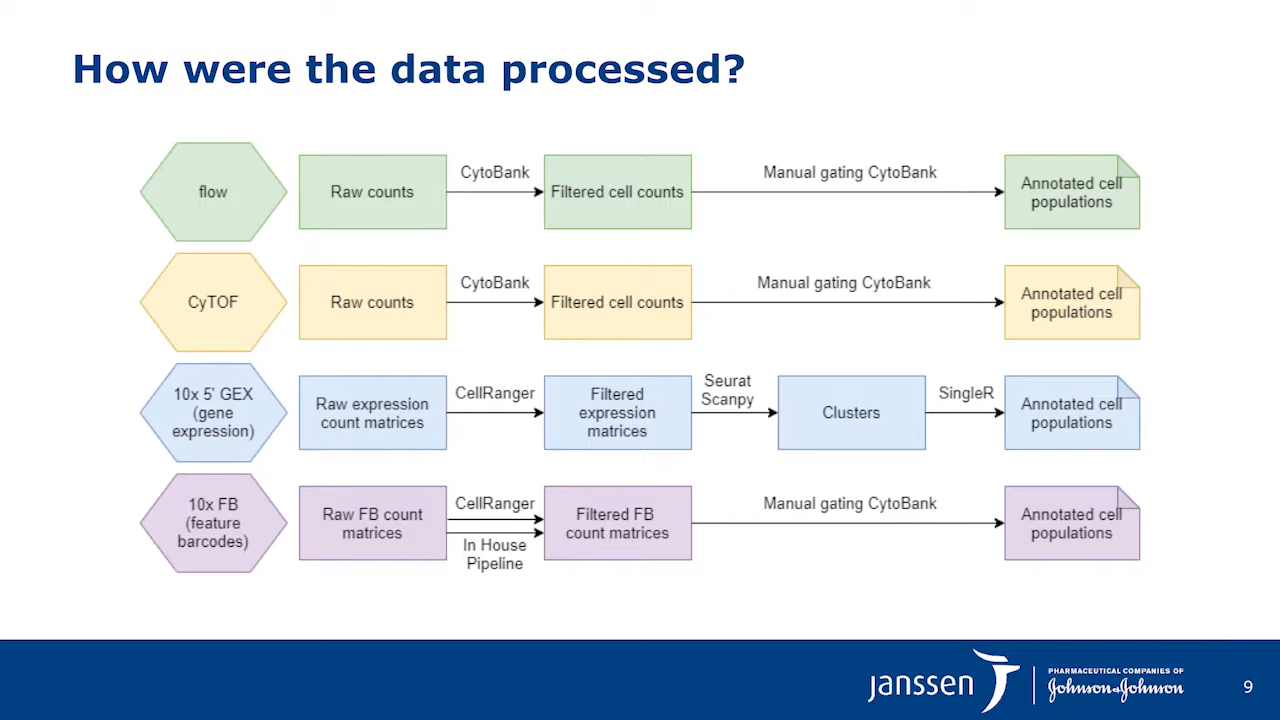 How were the data processed?
flow
Raw counts
CytoBank
Filtered cell counts
Manual gating CytoBank
Annotated cell
populations
CyTOF
Raw counts
CytoBank
Filtered cell counts
Manual gating CytoBank
Annotated cell
populations
10x 5' GEX
(gene
expression)
Raw expression
count matrices
CellRanger
Filtered
expression
matrices
Seurat
Scanpy
Clusters
SingleR
Annotated cell
populations
10x FB
(feature
barcodes)
Raw FB count
matrices
CellRanger
In House
Pipeline
Filtered FB
count matrices
Manual gating CytoBank
Annotated cell
populations
janssen
PHARMACEUTICAL COMPANIES OF
Johnson & Johnson
9